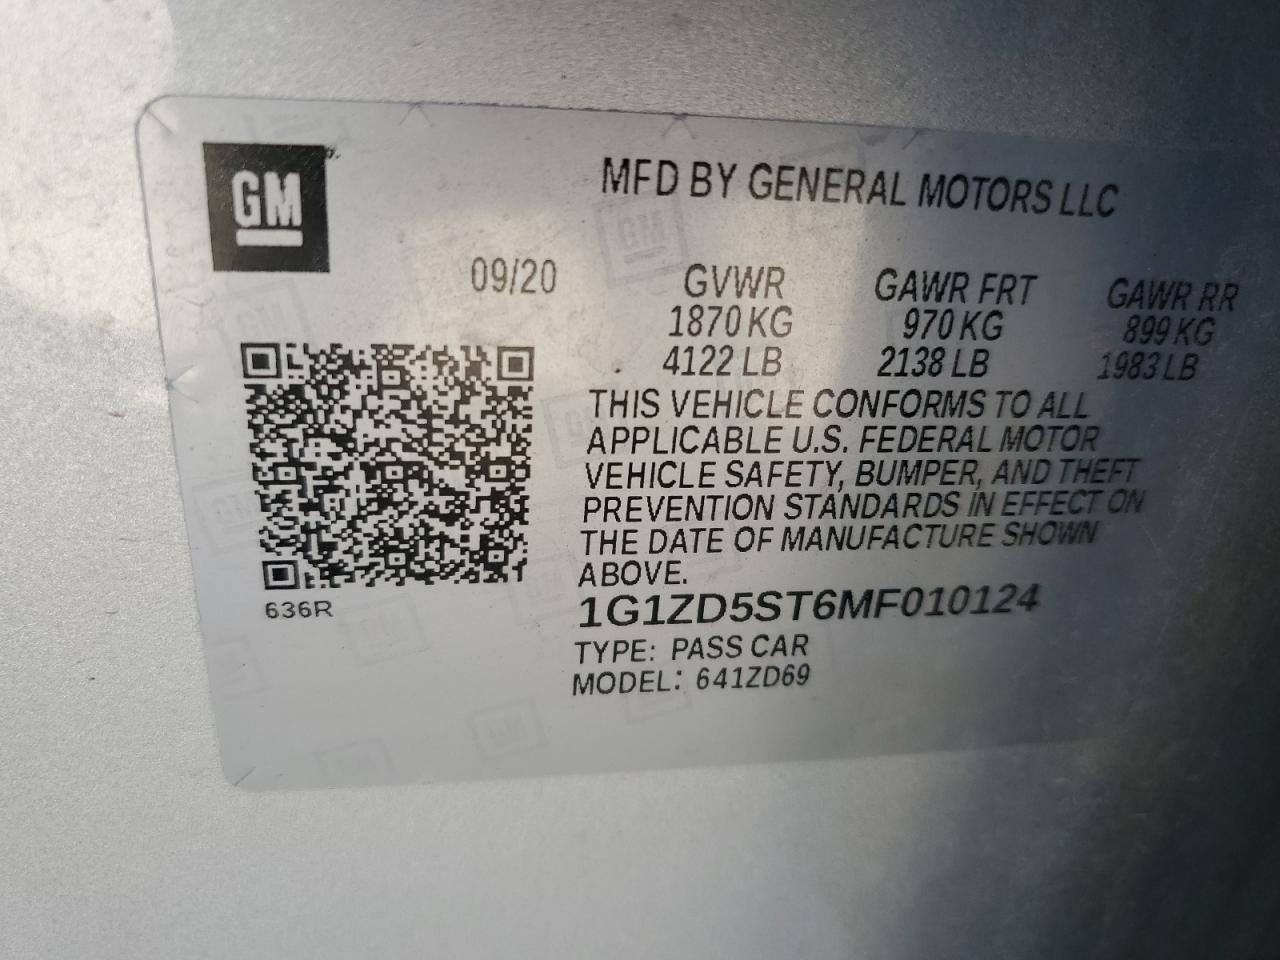 GM
MFD BY GENERAL MOTORS LLC
09/20 GVWR GAWR FRT GAWR RR
1870 KG 970 KG 899 KG
4122 LB 2138 LB 1983 LB
THIS VEHICLE CONFORMS TO ALL
APPLICABLE U.S. FEDERAL MOTOR
VEHICLE SAFETY, BUMPER, AND THEFT
PREVENTION STANDARDS IN EFFECT ON
THE DATE OF MANUFACTURE SHOWN
ABOVE.
636R
1G1ZD5ST6MF010124
TYPE: PASS CAR
MODEL: 641ZD69